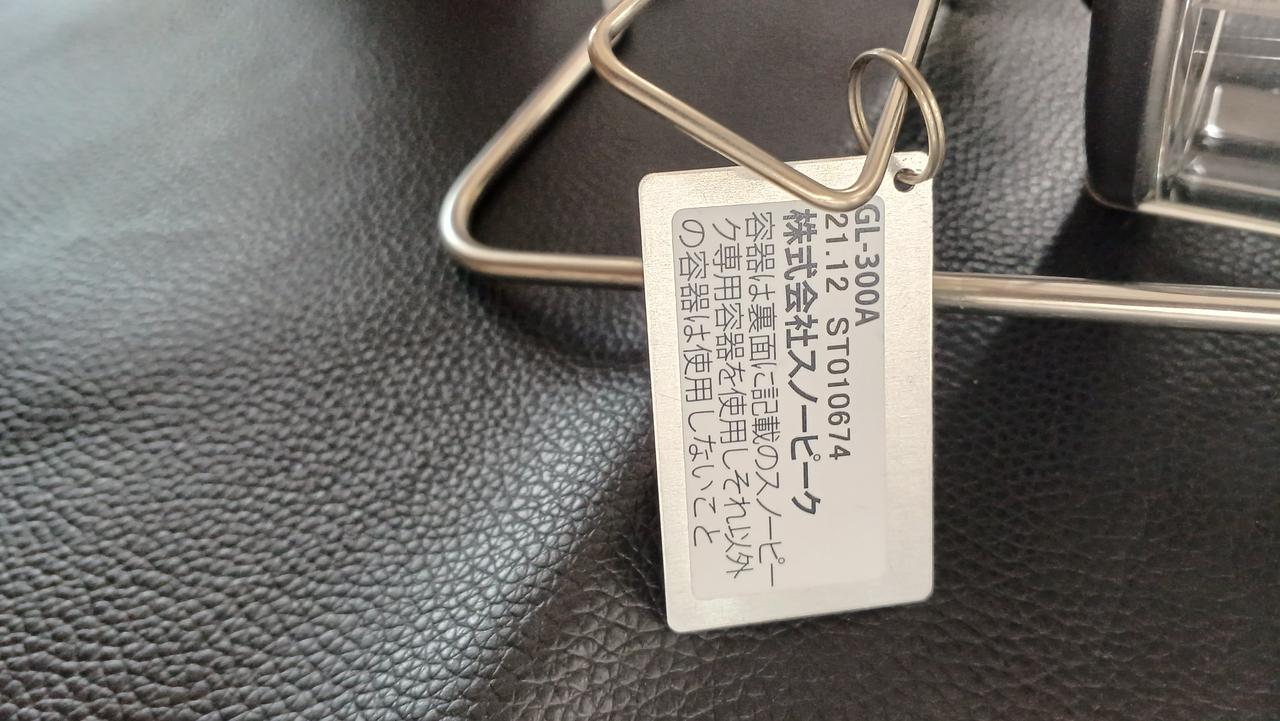 GL-300A
21.12 ST010674
株式会社スノーピーク
容器は裏面に記載のスノーピー
ク専用容器を使用しそれ以外
の容器は使用しないこと